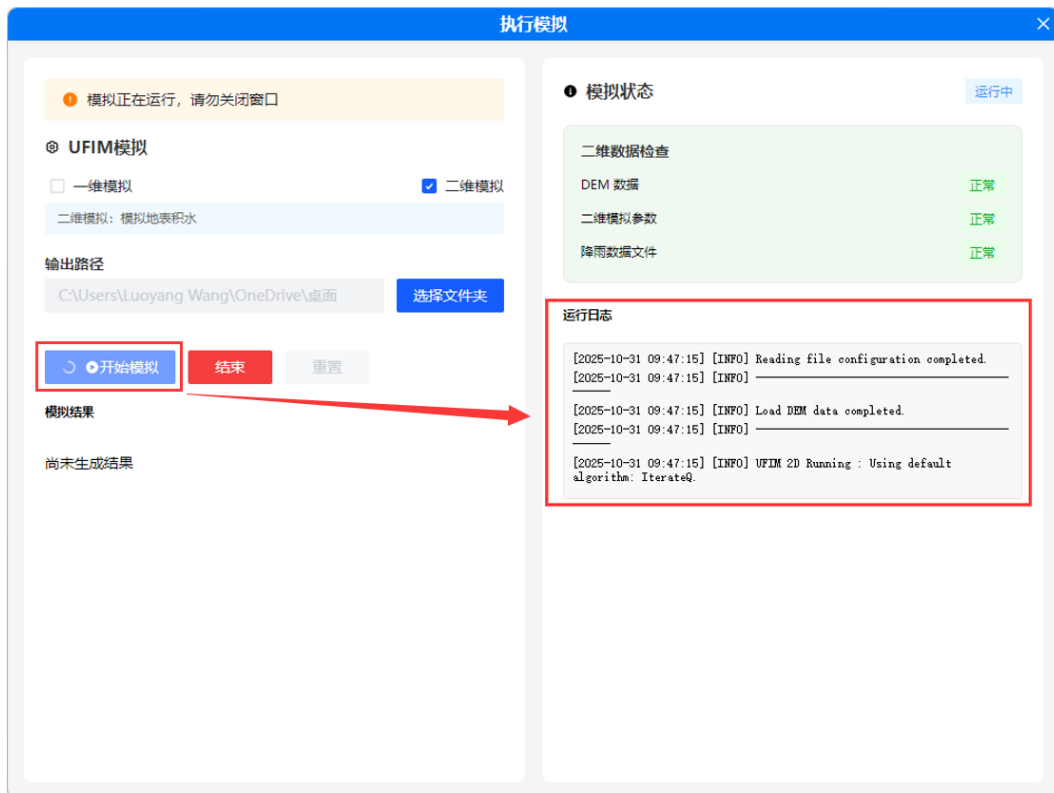 执行模拟
模拟正在运行，请勿关闭窗口
UFIM模拟
一维模拟
二维模拟
二维模拟：模拟地表积水
输出路径
C:\Users\Luoyang Wang\OneDrive\桌面
选择文件夹
开始模拟
结束
重置
模拟结果
尚未生成结果
模拟状态
运行中
二维数据检查
DEM 数据
正常
二维模拟参数
正常
降雨数据文件
正常
运行日志
[2025-10-31 09:47:15] [INFO] Reading file configuration completed.
[2025-10-31 09:47:15] [INFO] ————————————————
———
[2025-10-31 09:47:15] [INFO] Load DEM data completed.
[2025-10-31 09:47:15] [INFO] ————————————————
———
[2025-10-31 09:47:15] [INFO] UFIM 2D Running : Using default
algorithm: IterateQ.